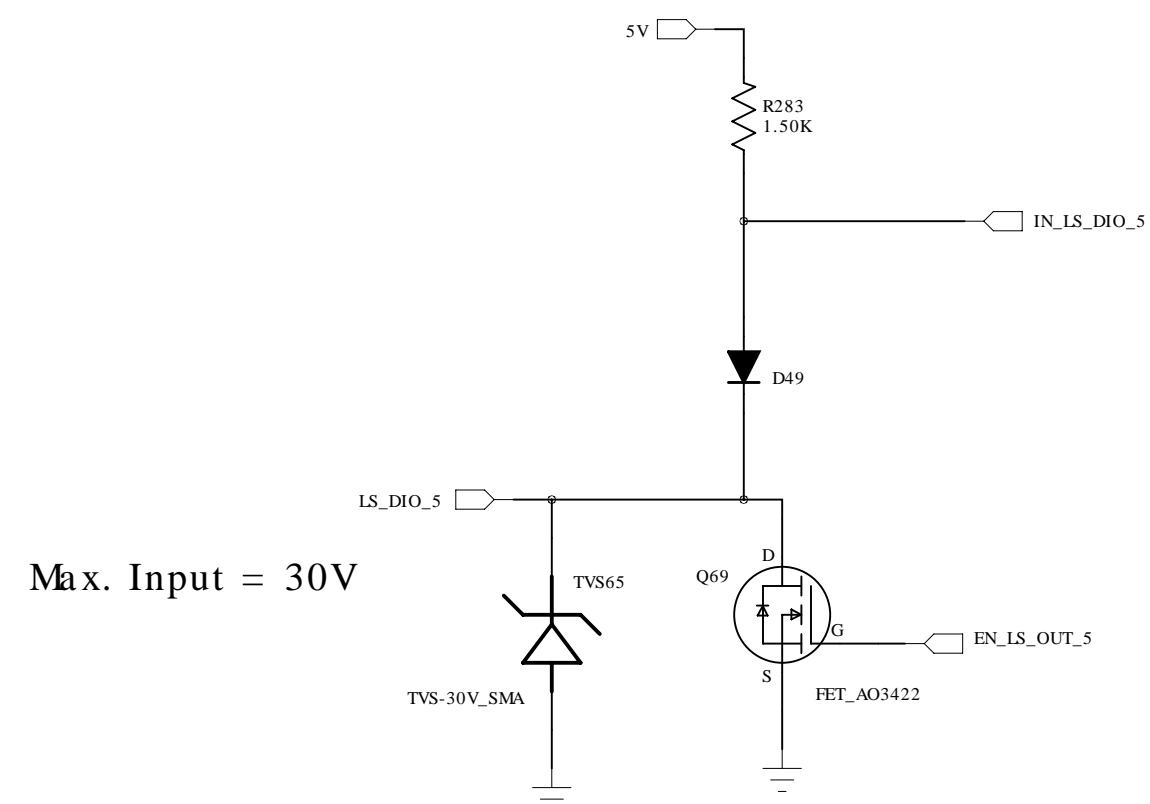 5V
R283
1.50K
IN_LS_DIO_5
D49
LS_DIO_5
Max. Input = 30V
TVS65
TVS-30V_SMA
D
Q69
G
EN_LS_OUT_5
S
FET_AO3422